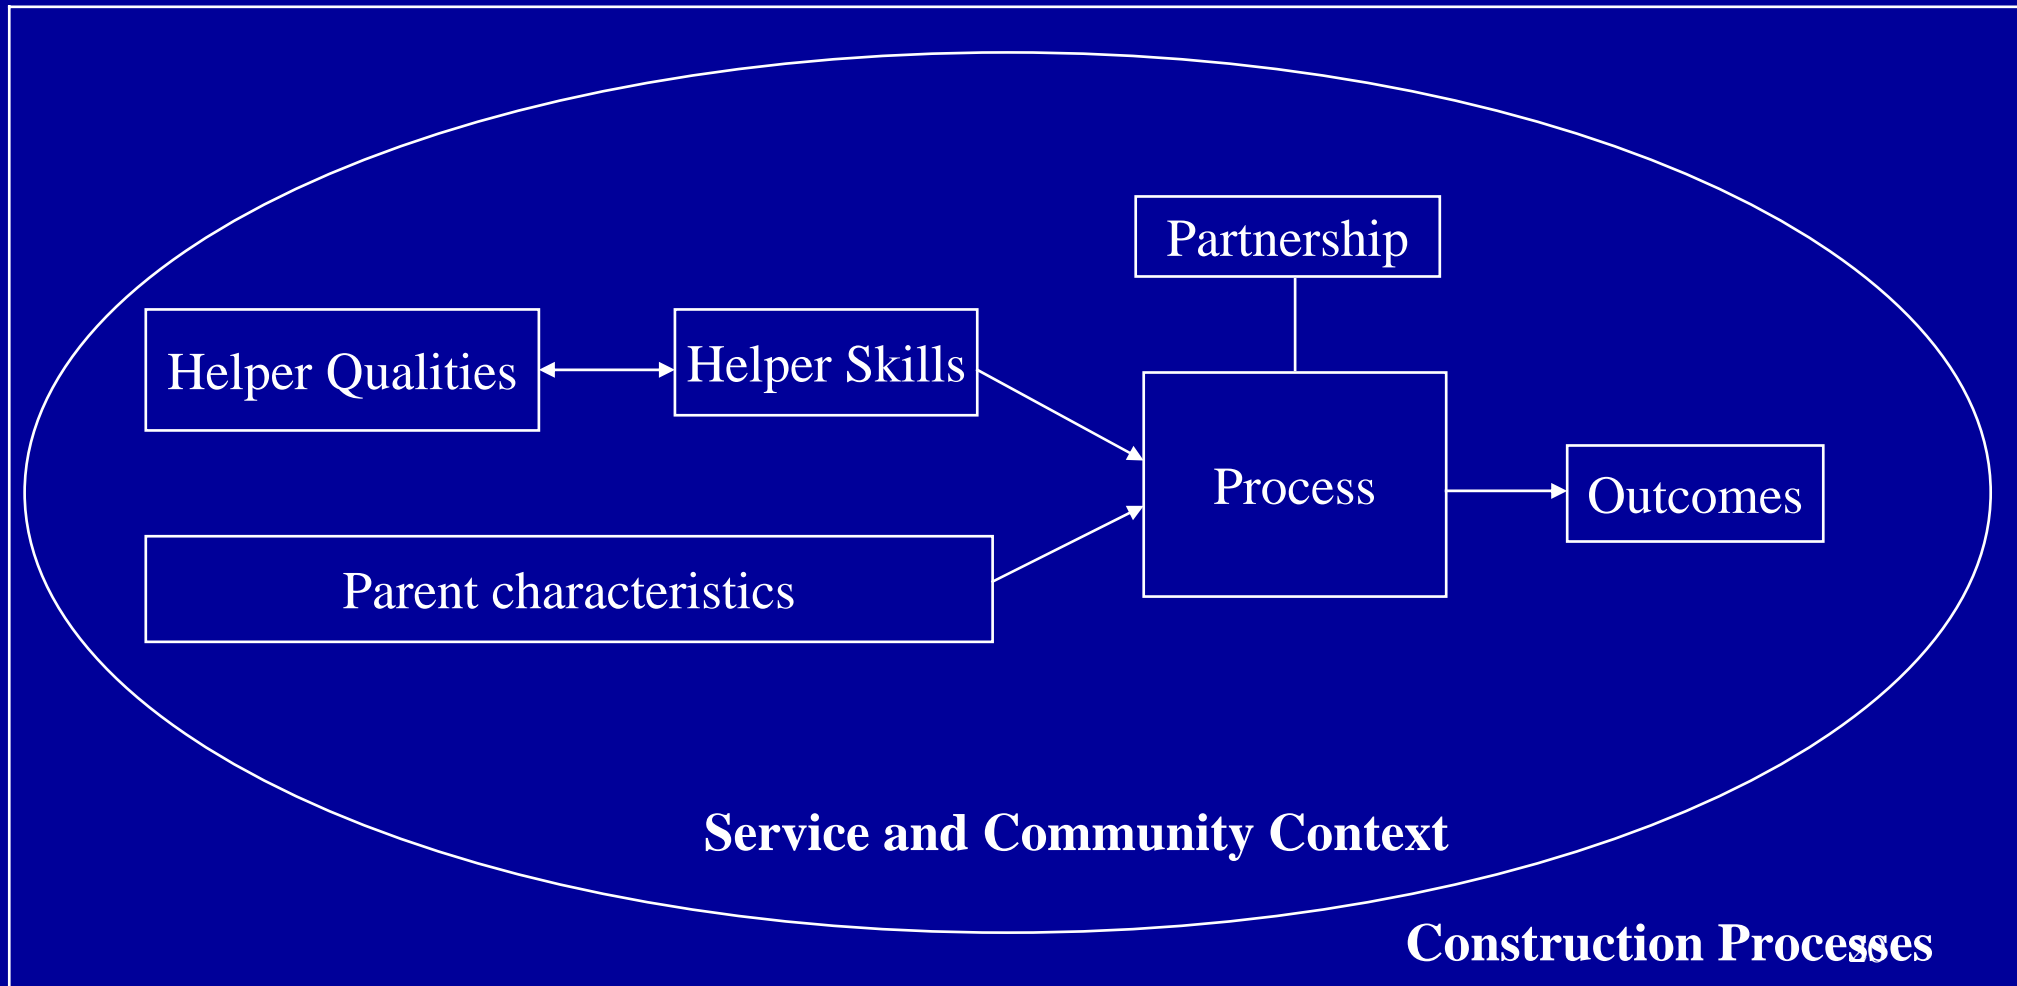 Partnership
Helper Qualities
Helper Skills
Process
Outcomes
Parent characteristics
Service and Community Context
Construction Processes